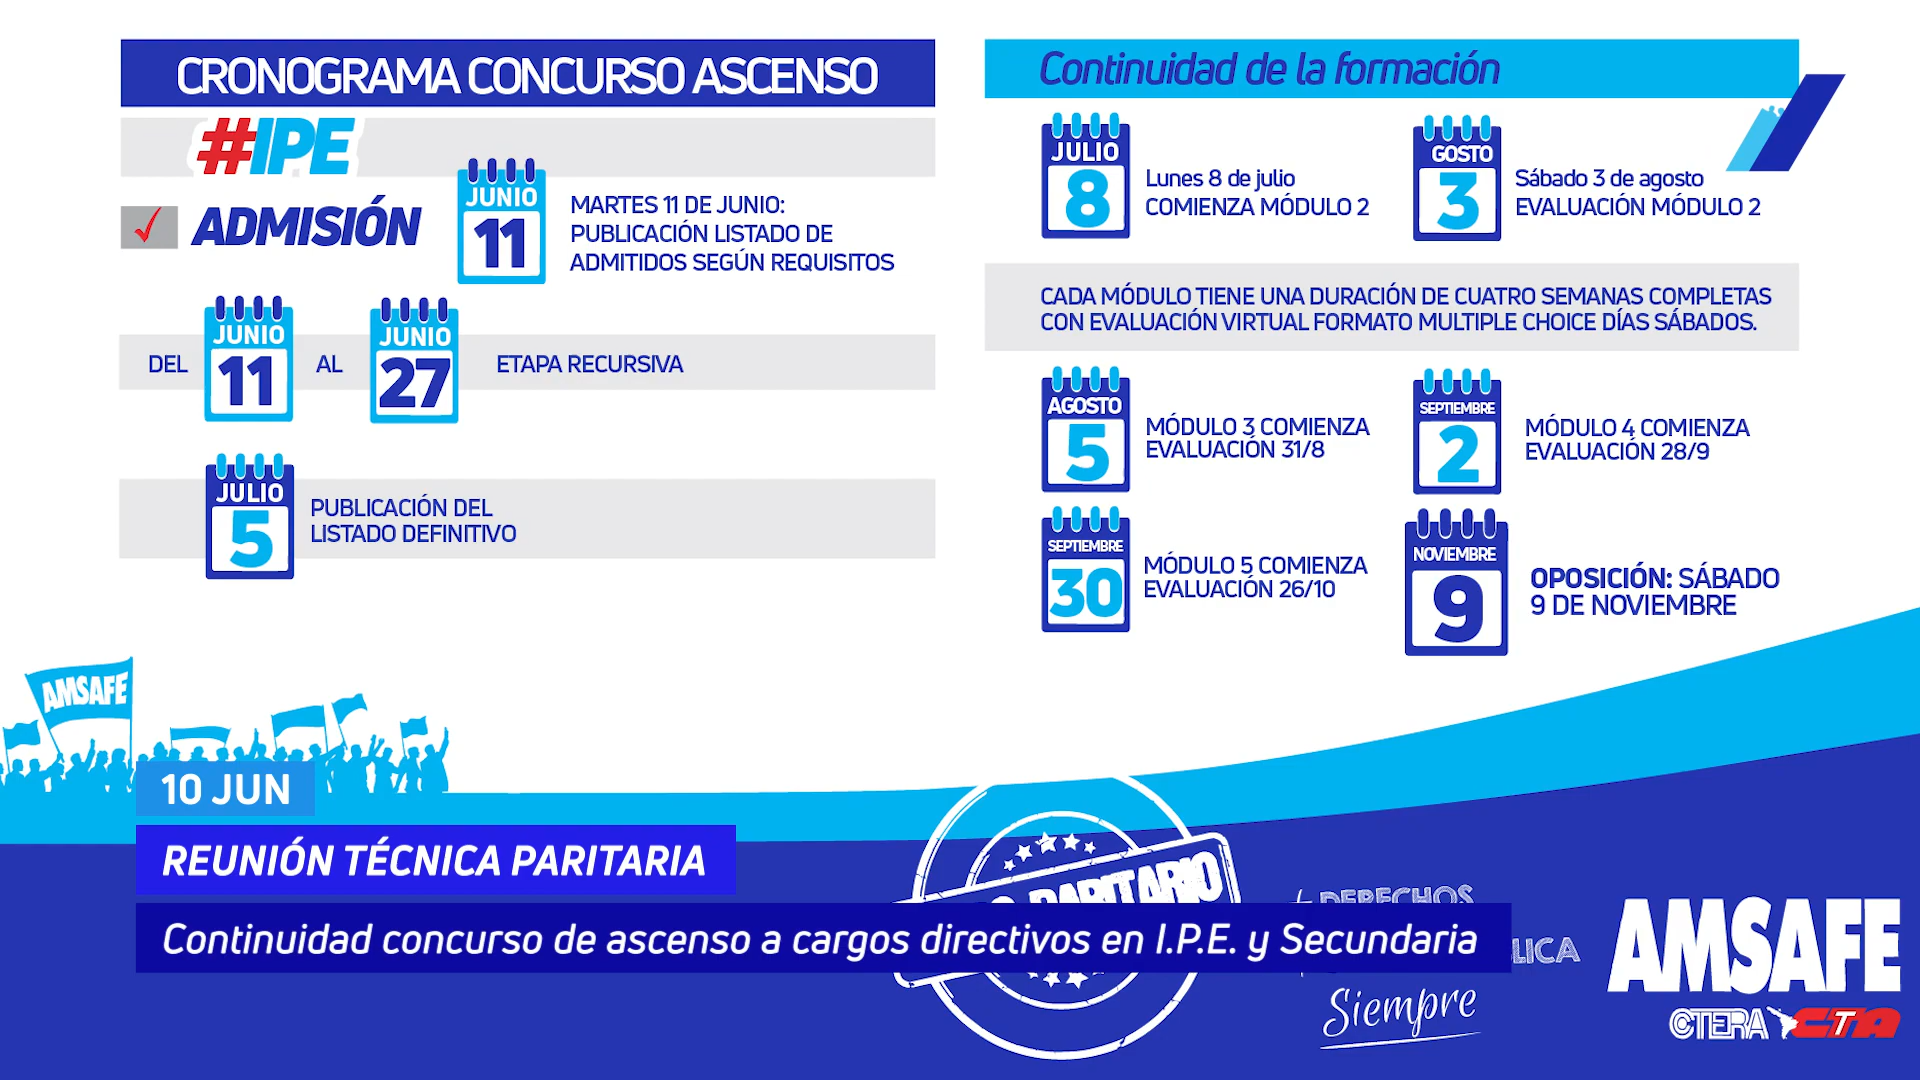 CRONOGRAMA CONCURSO ASCENSO
#IPE
ADMISIÓN
JUNIO
11
MARTES 11 DE JUNIO:
PUBLICACIÓN LISTADO DE
ADMITIDOS SEGÚN REQUISITOS
DEL
JUNIO
11
AL
JUNIO
27
ETAPA RECURSIVA
JULIO
5
PUBLICACIÓN DEL
LISTADO DEFINITIVO
Continuidad de la formación
JULIO
8
Lunes 8 de julio
COMIENZA MÓDULO 2
GOSTO
3
Sábado 3 de agosto
EVALUACIÓN MÓDULO 2
CADA MÓDULO TIENE UNA DURACIÓN DE CUATRO SEMANAS COMPLETAS
CON EVALUACIÓN VIRTUAL FORMATO MULTIPLE CHOICE DÍAS SÁBADOS.
AGOSTO
5
MÓDULO 3 COMIENZA
EVALUACIÓN 31/8
SEPTIEMBRE
2
MÓDULO 4 COMIENZA
EVALUACIÓN 28/9
SEPTIEMBRE
30
MÓDULO 5 COMIENZA
EVALUACIÓN 26/10
NOVIEMBRE
9
OPOSICIÓN: SÁBADO
9 DE NOVIEMBRE
AMSAFE
10 JUN
REUNIÓN TÉCNICA PARITARIA
Continuidad concurso de ascenso a cargos directivos en I.P.E. y Secundaria
PARITARIO
+ DERECHOS
Siempre
AMSAFE
CTERA
CTA